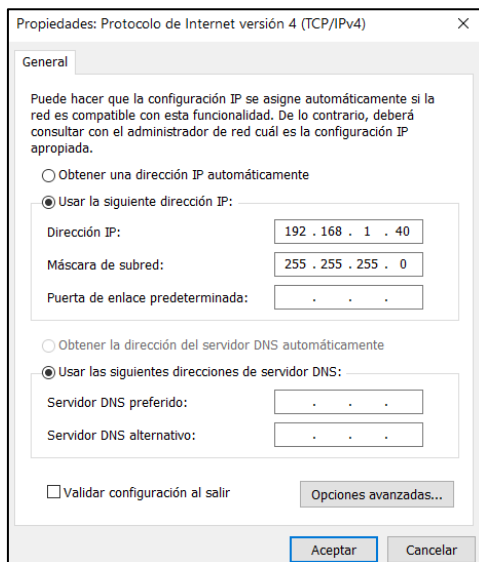 Propiedades: Protocolo de Internet versión 4 (TCP/IPv4)
General
Puede hacer que la configuración IP se asigne automáticamente si la
red es compatible con esta funcionalidad. De lo contrario, deberá
consultar con el administrador de red cuál es la configuración IP
apropiada.
Obtener una dirección IP automáticamente
Usar la siguiente dirección IP:
Dirección IP: 192 . 168 . 1 . 40
Máscara de subred: 255 . 255 . 255 . 0
Puerta de enlace predeterminada: . . .
Obtener la dirección del servidor DNS automáticamente
Usar las siguientes direcciones de servidor DNS:
Servidor DNS preferido: . . .
Servidor DNS alternativo: . . .
Validar configuración al salir Opciones avanzadas...
Aceptar Cancelar